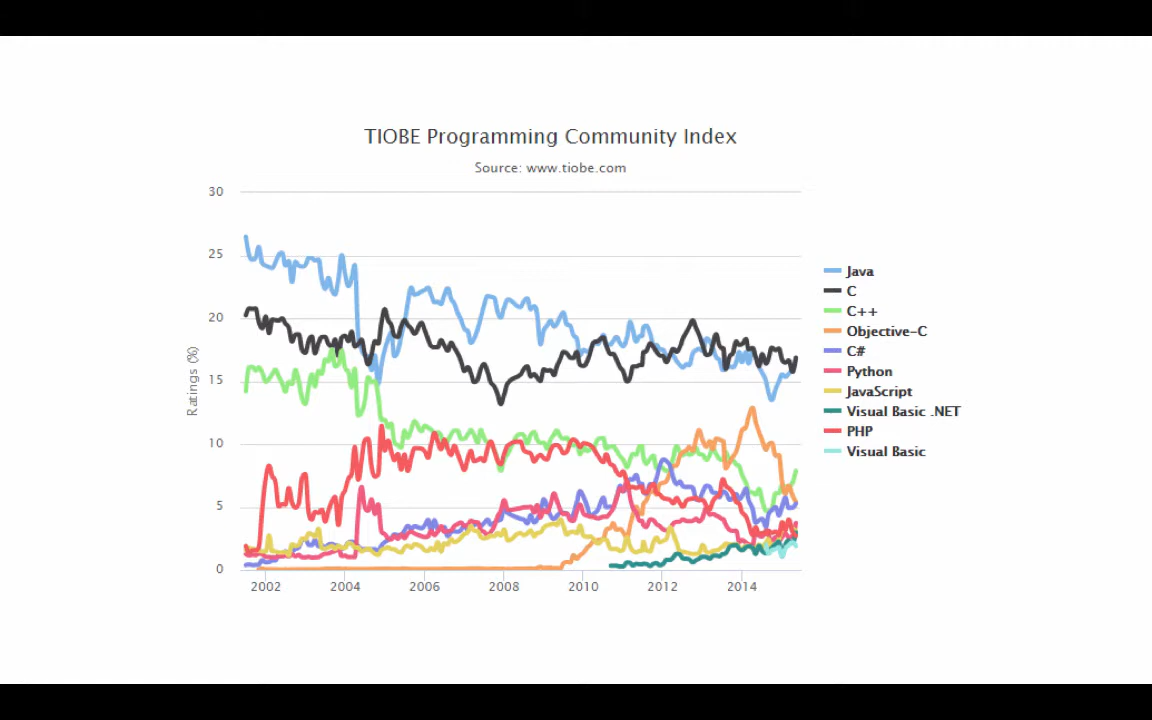 TIOBE Programming Community Index
Source: www.tiobe.com
Ratings (%)
30
25
20
15
10
5
0
2002 2004 2006 2008 2010 2012 2014
Java
C
C++
Objective-C
C#
Python
JavaScript
Visual Basic .NET
PHP
Visual Basic